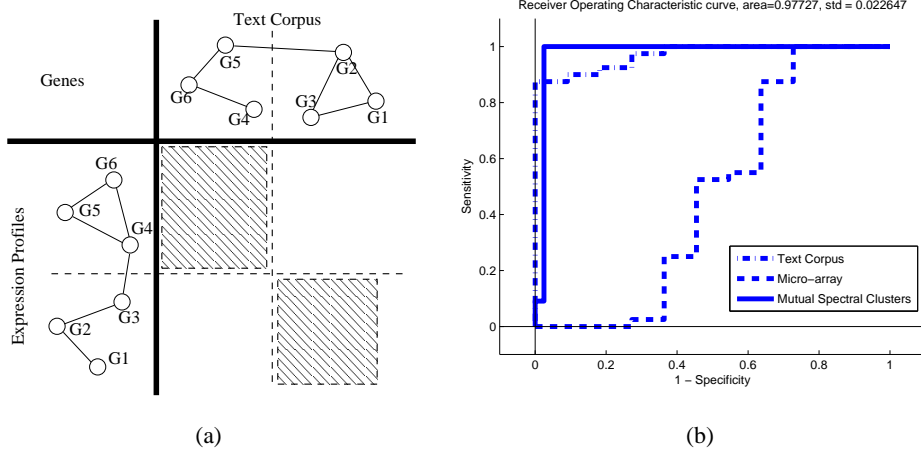 Text Corpus
Genes
G5
G2
G6
G3
G4
G1
Expression Profiles
G6
G5
G4
G3
G2
G1
(a)
Receiver Operating Characteristic curve, area=0.97727, std = 0.022647
Sensitivity
1
0.8
0.6
0.4
0.2
0
0
0.2
0.4
0.6
0.8
1
1 − Specificity
Text Corpus
Micro−array
Mutual Spectral Clusters
(b)